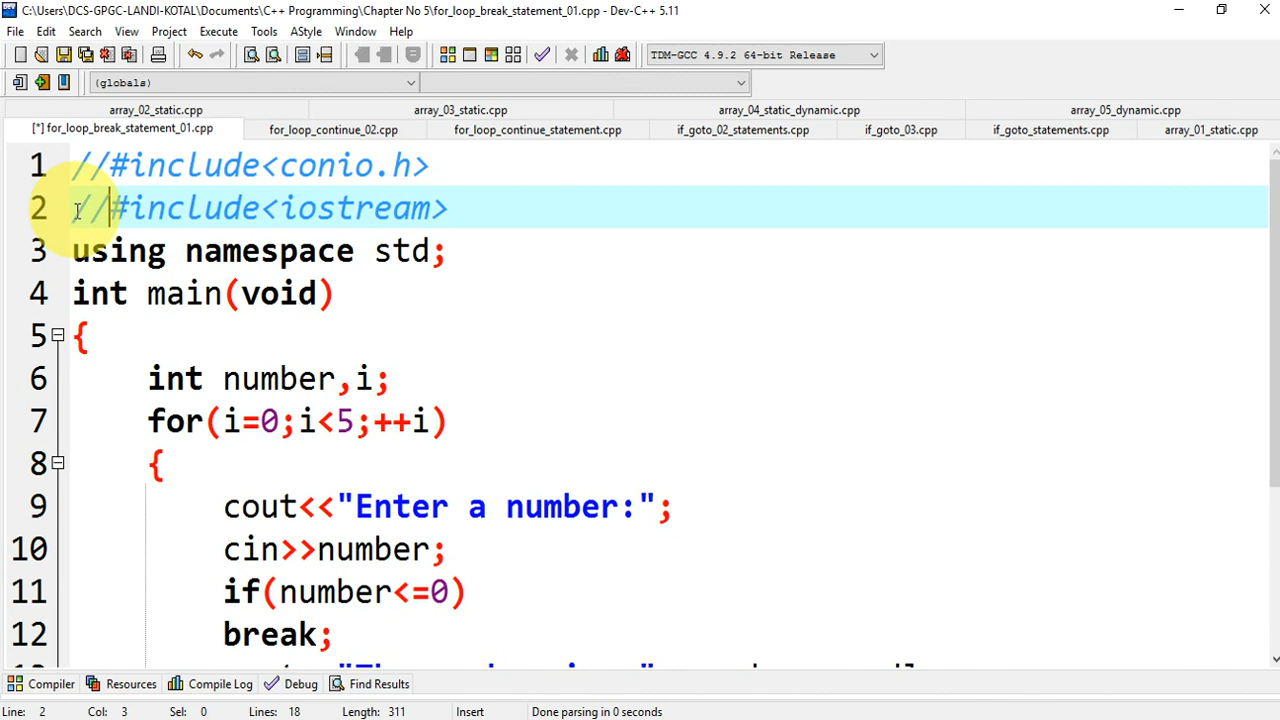 C:\Users\DCS-GPGC-LANDI-KOTAL\Documents\C++ Programming\Chapter No 5\for_loop_break_statement_01.cpp - Dev-C++ 5.11
File Edit Search View Project Execute Tools AStyle Window Help
TDM-GCC 4.9.2 64-bit Release
(globals)
array_02_static.cpp array_03_static.cpp array_04_static_dynamic.cpp array_05_dynamic.cpp
[*] for_loop_break_statement_01.cpp for_loop_continue_02.cpp for_loop_continue_statement.cpp if_goto_02_statements.cpp if_goto_03.cpp if_goto_statements.cpp array_01_static.cpp
1 //#include<conio.h>
2 //#include<iostream>
3 using namespace std;
4 int main(void)
5 {
6 int number,i;
7 for(i=0;i<5;++i)
8 {
9 cout<<"Enter a number:";
10 cin>>number;
11 if(number<=0)
12 break;
Compiler Resources Compile Log Debug Find Results
Line: 2 Col: 3 Sel: 0 Lines: 18 Length: 311 Insert Done parsing in 0 seconds